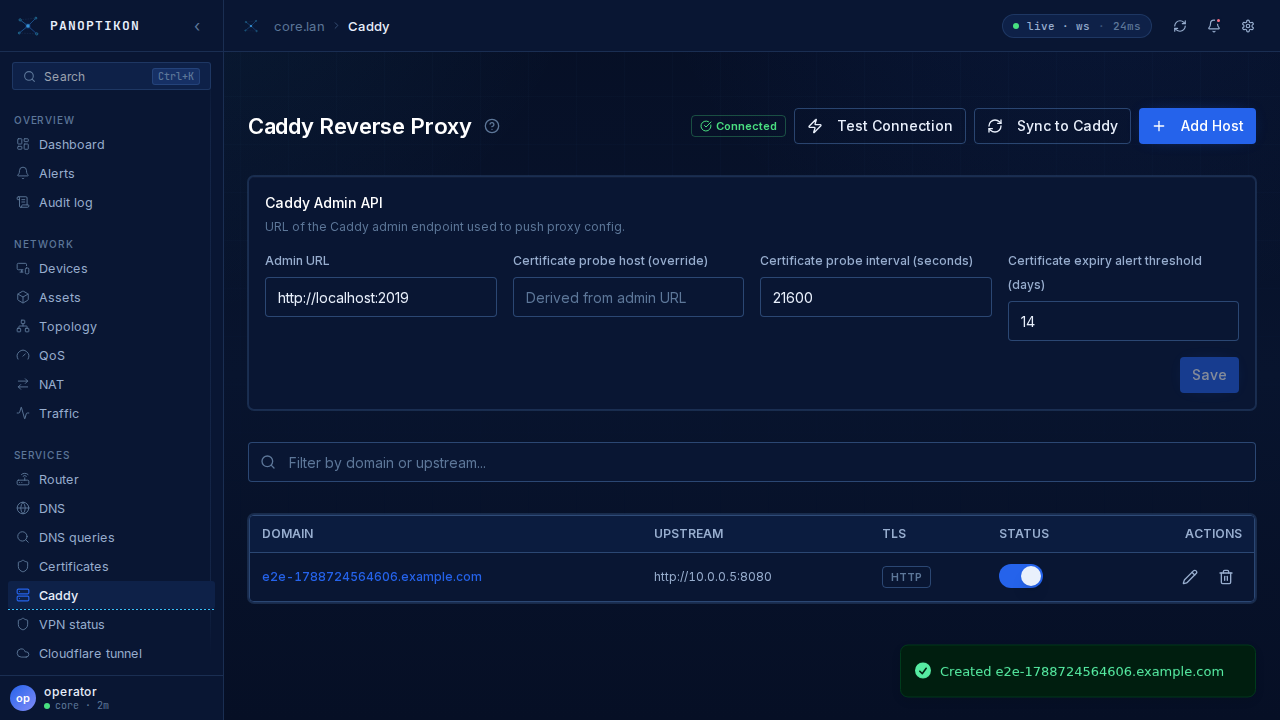 PANOPTIKON
core.lan
Caddy
live · ws · 24ms
Search
Ctrl+K
OVERVIEW
Dashboard
Alerts
Audit log
NETWORK
Devices
Assets
Topology
QoS
NAT
Traffic
SERVICES
Router
DNS
DNS queries
Certificates
Caddy
VPN status
Cloudflare tunnel
op
operator
core · 2m
Caddy Reverse Proxy
Connected
Test Connection
Sync to Caddy
Add Host
Caddy Admin API
URL of the Caddy admin endpoint used to push proxy config.
Admin URL
http://localhost:2019
Certificate probe host (override)
Derived from admin URL
Certificate probe interval (seconds)
21600
Certificate expiry alert threshold
(days)
14
Save
Filter by domain or upstream...
DOMAIN UPSTREAM TLS STATUS ACTIONS
e2e-1788724564606.example.com http://10.0.0.5:8080 HTTP
Created e2e-1788724564606.example.com